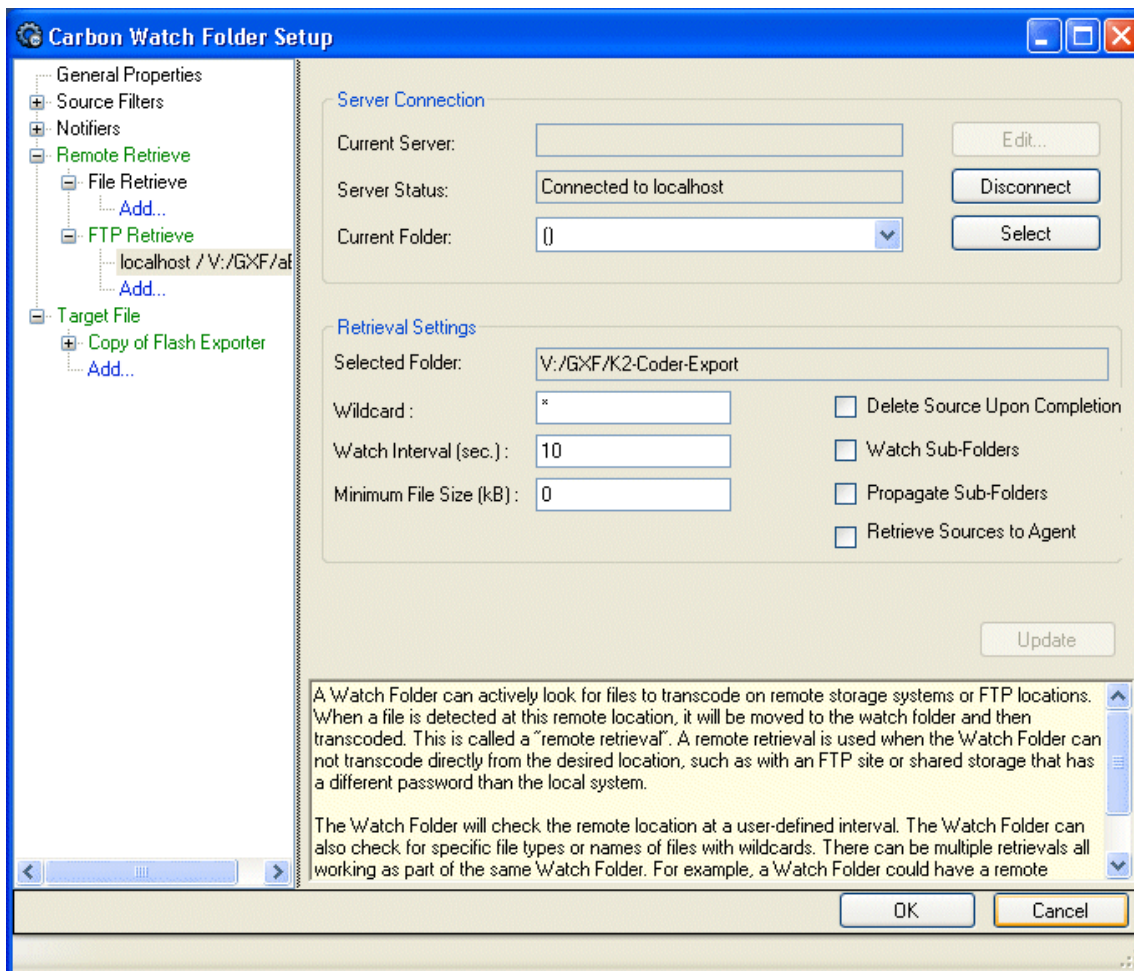 Carbon Watch Folder Setup
General Properties
Source Filters
Notifiers
Remote Retrieve
File Retrieve
Add...
FTP Retrieve
localhost / V:/GXF/aE
Add...
Target File
Copy of Flash Exporter
Add...
Server Connection
Current Server:
Edit...
Server Status:
Connected to localhost
Disconnect
Current Folder:
()
Select
Retrieval Settings
Selected Folder:
V:/GXF/K2-Coder-Export
Wildcard :
*
Delete Source Upon Completion
Watch Interval (sec.) :
10
Watch Sub-Folders
Minimum File Size (kB) :
0
Propagate Sub-Folders
Retrieve Sources to Agent
Update
A Watch Folder can actively look for files to transcode on remote storage systems or FTP locations.
When a file is detected at this remote location, it will be moved to the watch folder and then
transcoded. This is called a "remote retrieval". A remote retrieval is used when the Watch Folder can
not transcode directly from the desired location, such as with an FTP site or shared storage that has
a different password than the local system.
The Watch Folder will check the remote location at a user-defined interval. The Watch Folder can
also check for specific file types or names of files with wildcards. There can be multiple retrievals all
working as part of the same Watch Folder. For example, a Watch Folder could have a remote
OK
Cancel